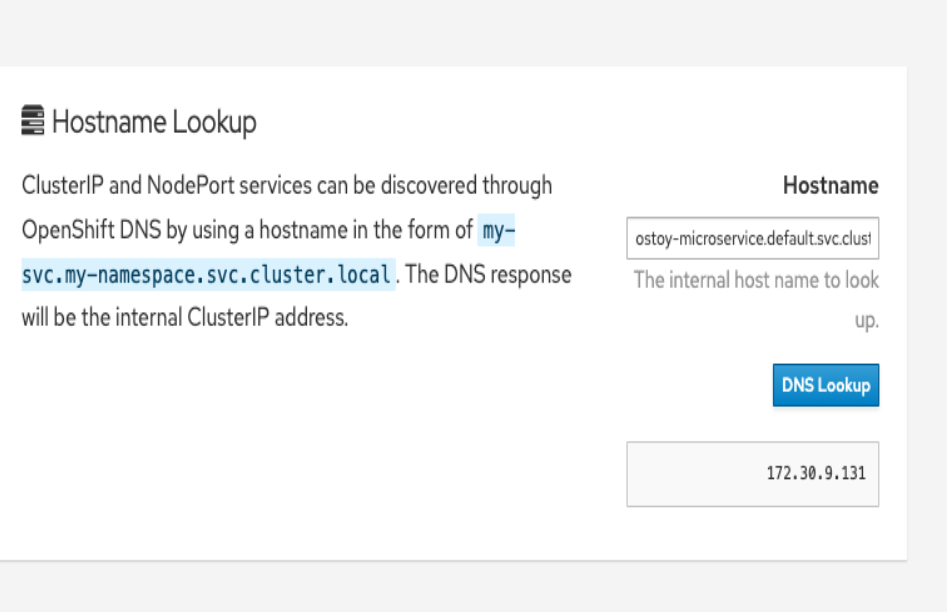 Hostname Lookup
ClusterIP and NodePort services can be discovered through
OpenShift DNS by using a hostname in the form of my-
svc.my-namespace.svc.cluster.local. The DNS response
will be the internal ClusterIP address.
Hostname
ostoy-microservice.default.svc.clust
The internal host name to look
up.
DNS Lookup
172.30.9.131